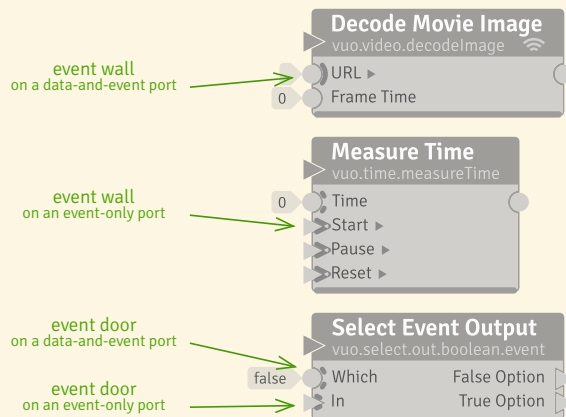 Decode Movie Image
vuo.video.decodeImage
event wall
on a data-and-event port
URL
0
Frame Time
Measure Time
vuo.time.measureTime
event wall
on an event-only port
0
Time
Start
Pause
Reset
Select Event Output
vuo.select.out.boolean.event
event door
on a data-and-event port
false
Which
False Option
event door
on an event-only port
In
True Option